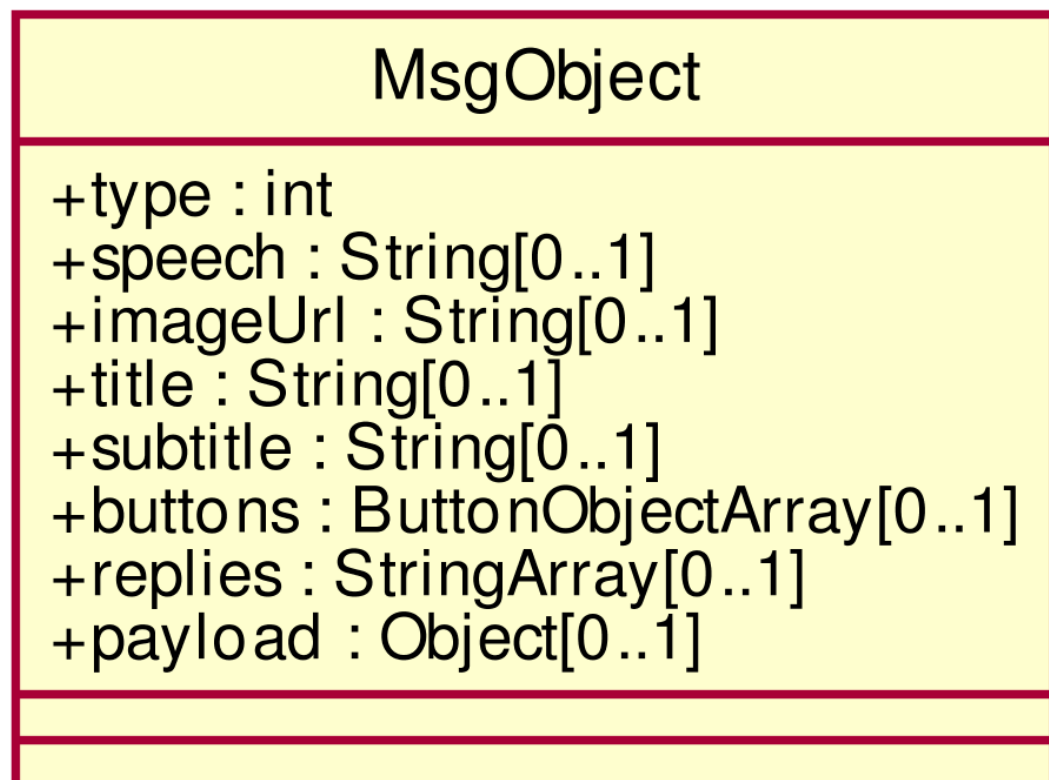 MsgObject
+type : int
+speech : String[0..1]
+imageUrl : String[0..1]
+title : String[0..1]
+subtitle : String[0..1]
+buttons : ButtonObjectArray[0..1]
+replies : StringArray[0..1]
+payload : Object[0..1]